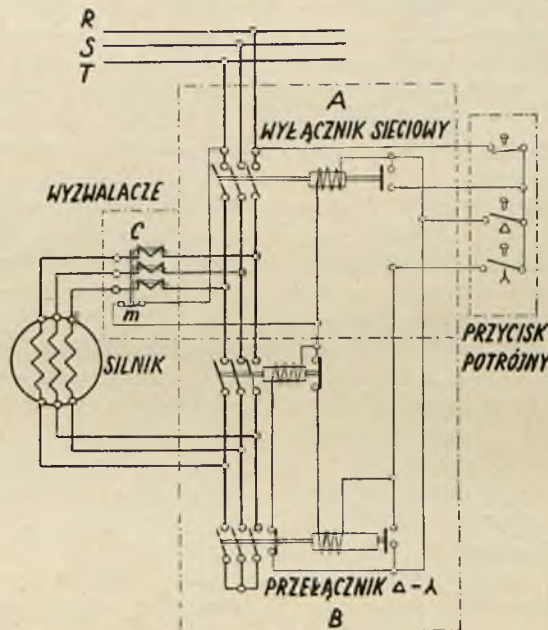 R
S
T
A
WYŁĄCZNIK SIECIOWY
WYZWALACZE
C
m
SILNIK
Δ
⅄
PRZYCISK
POTRÓJNY
PRZEŁĄCZNIK Δ-⅄
B